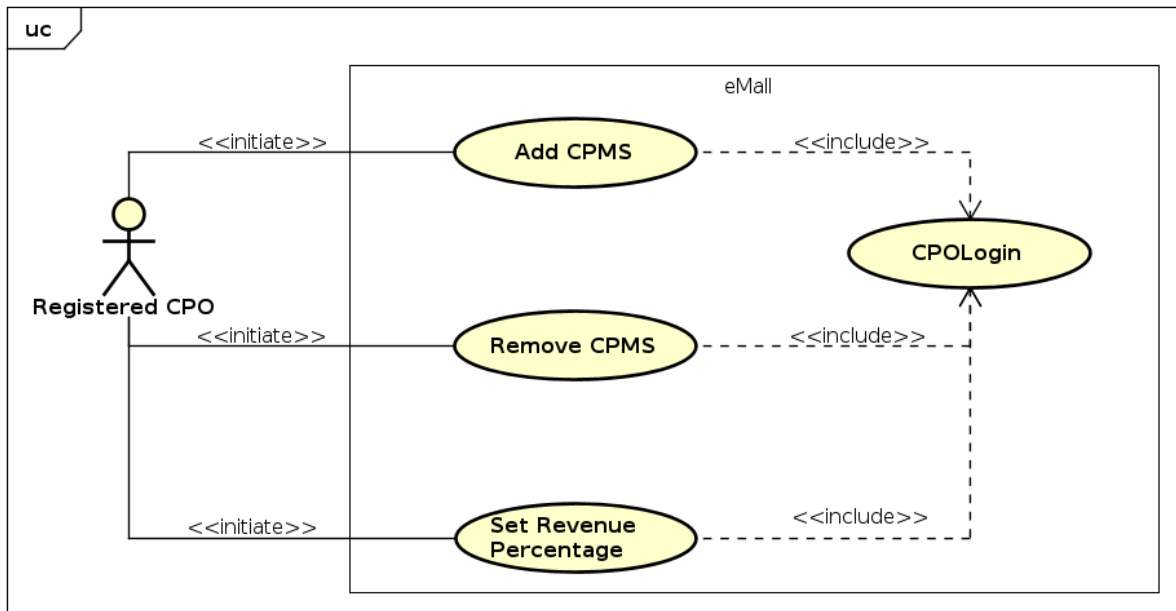 uc
eMall
<<initiate>>
Add CPMS
<<include>>
CPOLogin
Registered CPO
<<initiate>>
Remove CPMS
<<include>>
<<initiate>>
Set Revenue
Percentage
<<include>>